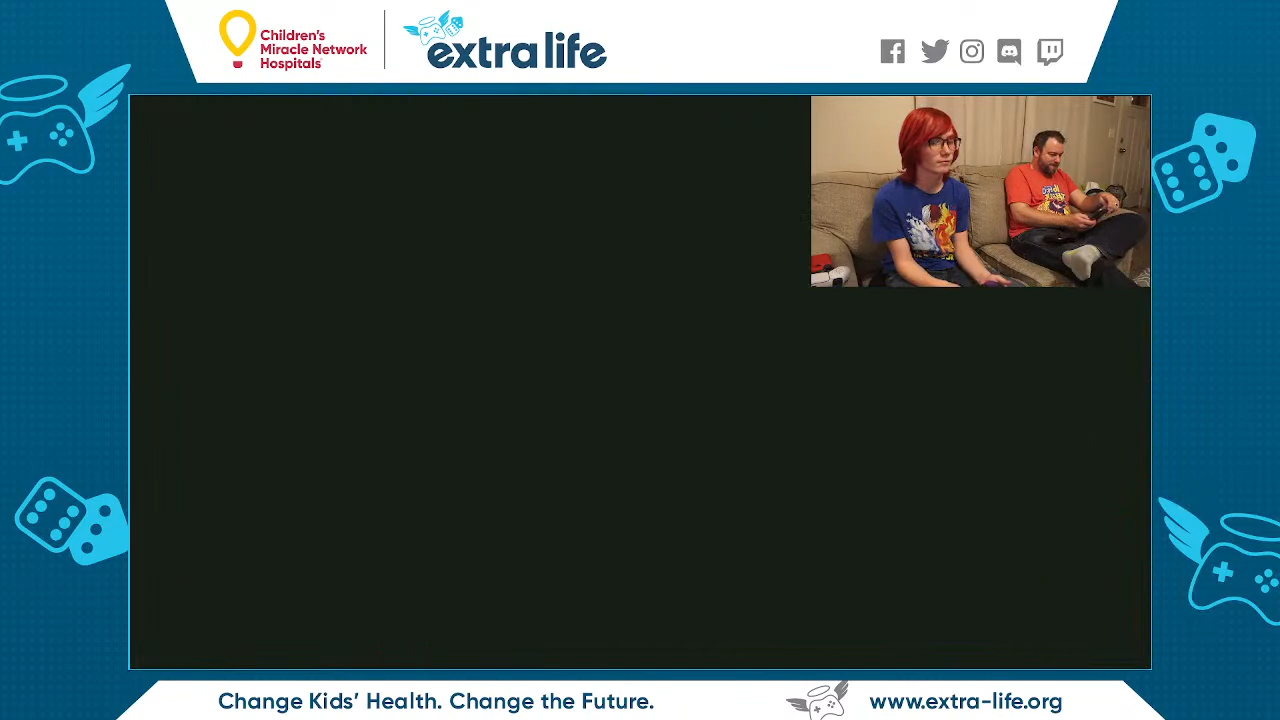 Children's
Miracle Network
Hospitals
extra life
Change Kids' Health. Change the Future.
www.extra-life.org